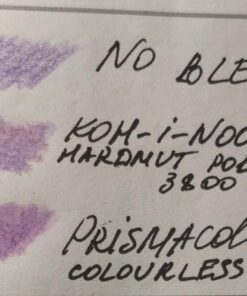 NO BLE
KOH-I-NOO
HARDMUT POL
3800
PRISMACOL
COLOURLESS